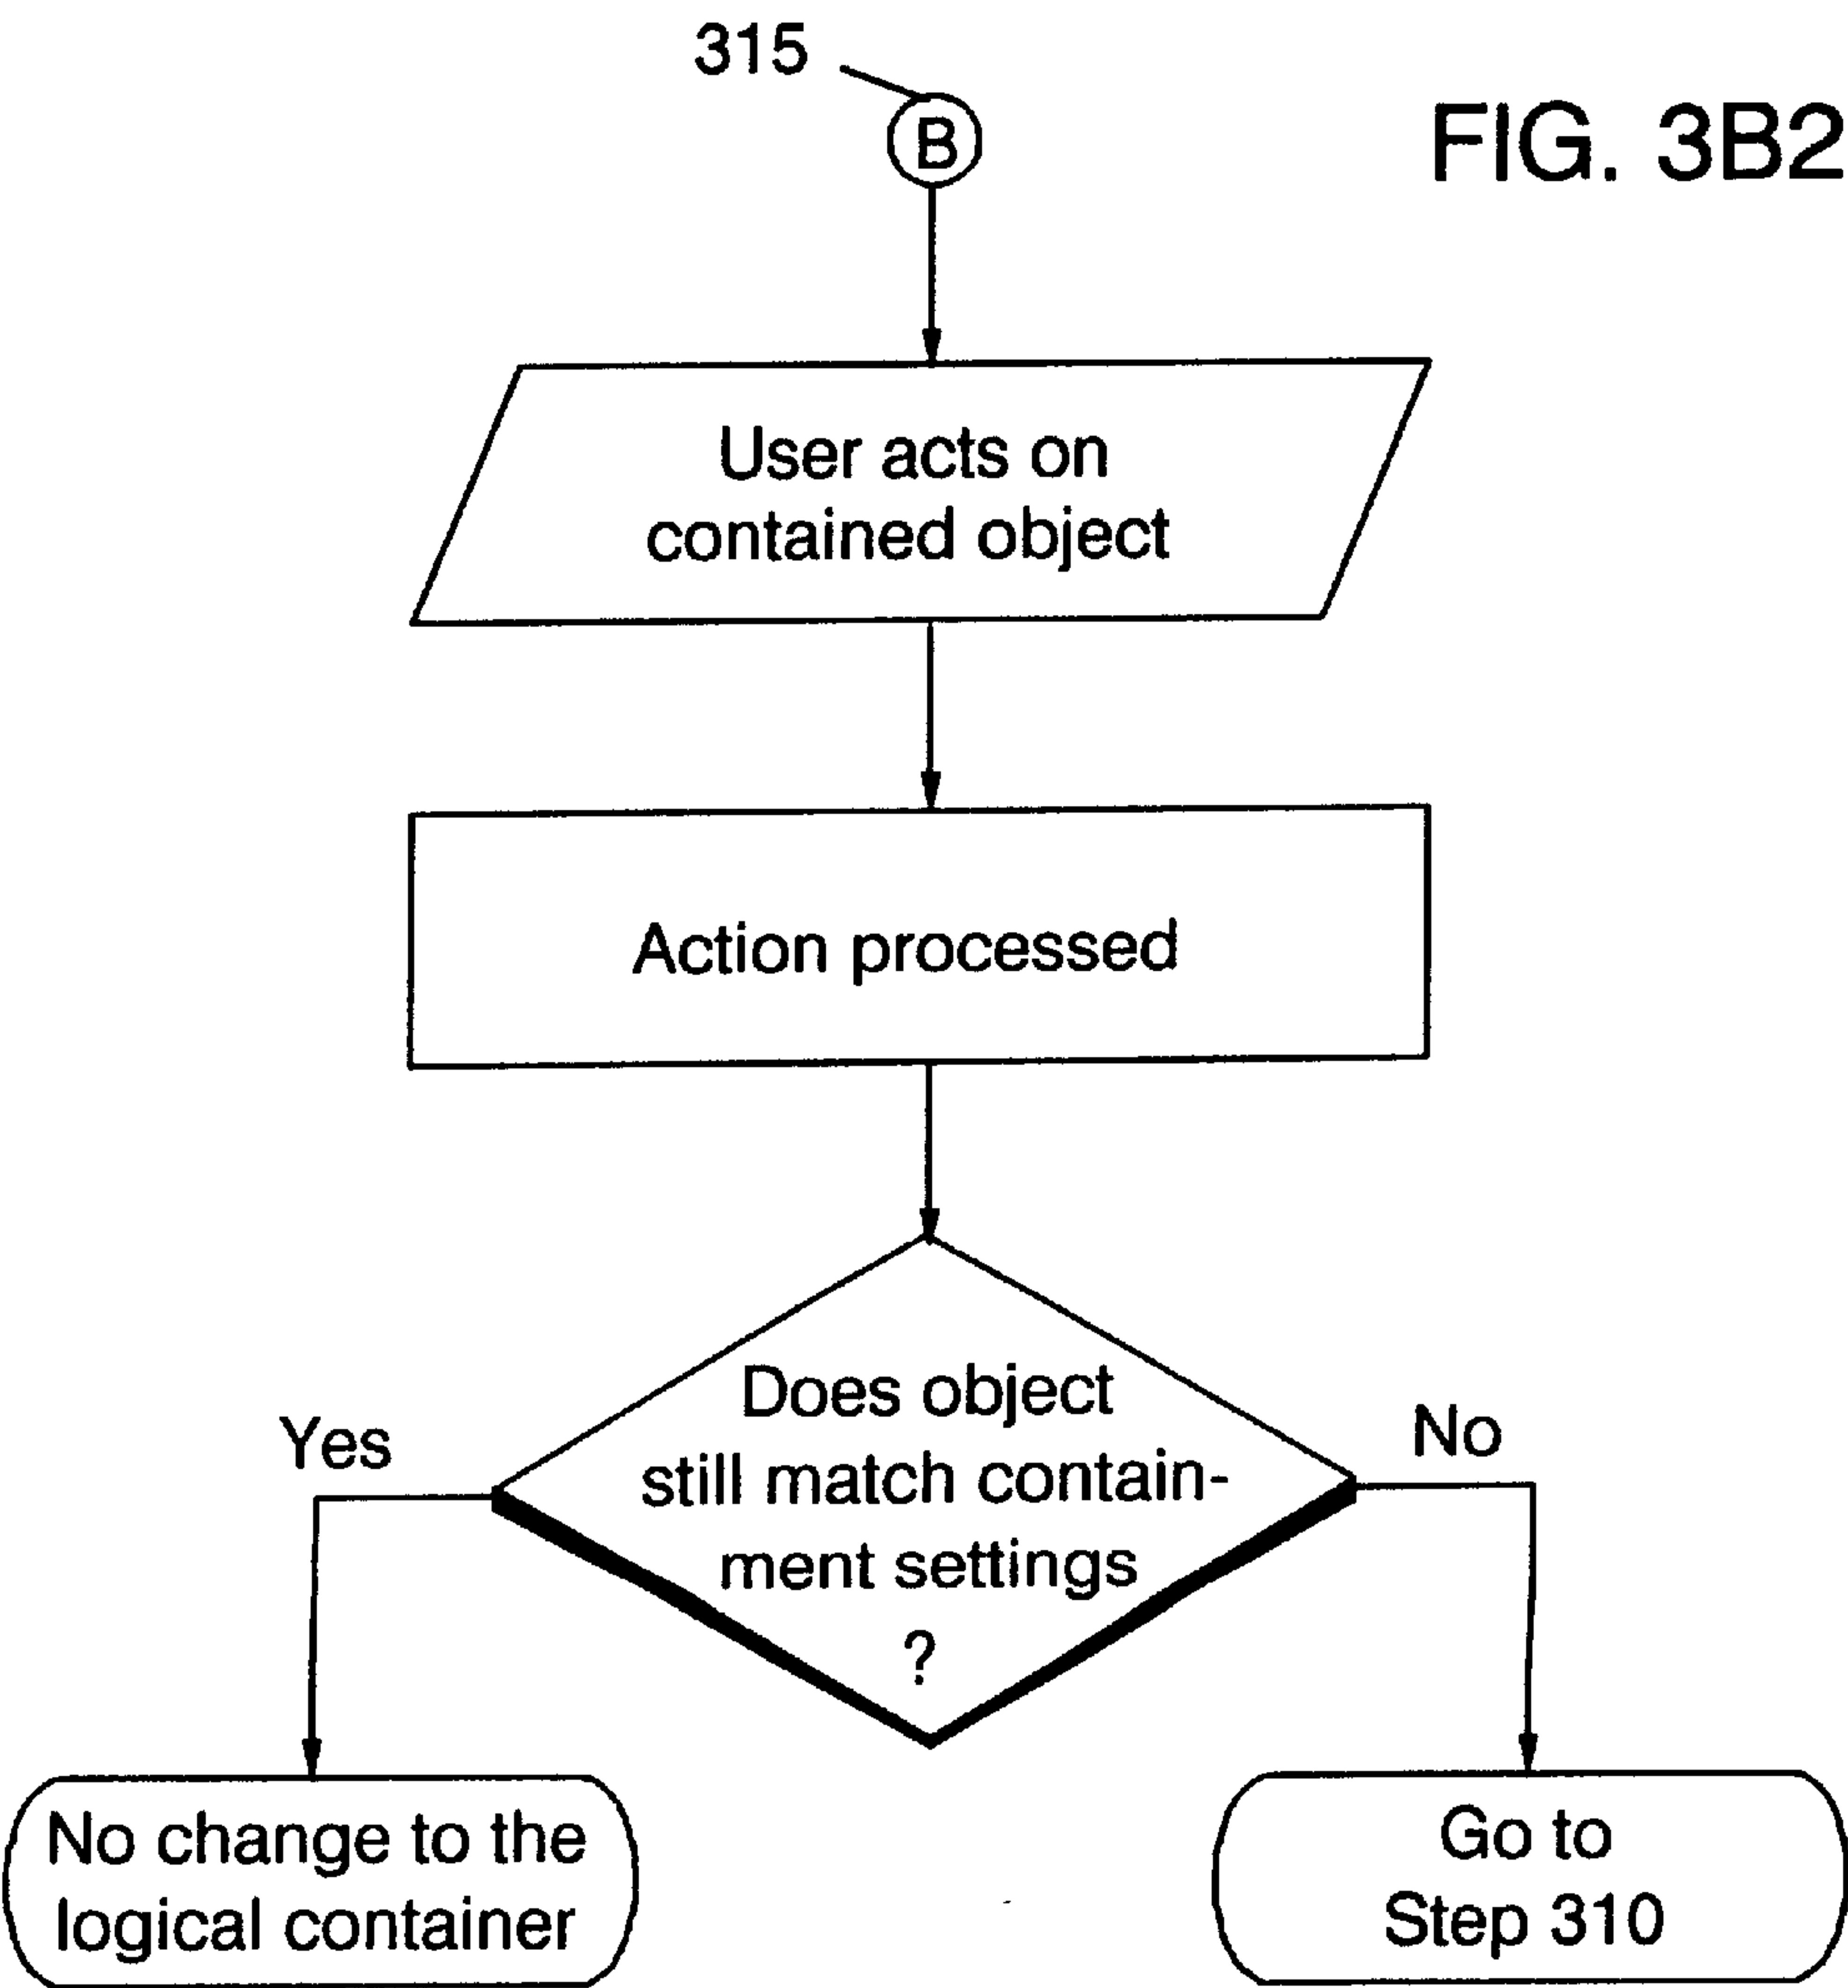 315
B
FIG. 3B2
User acts on
contained object
Action processed
Does object
still match contain-
ment settings
?
Yes
No
No change to the
logical container
Go to
Step 310